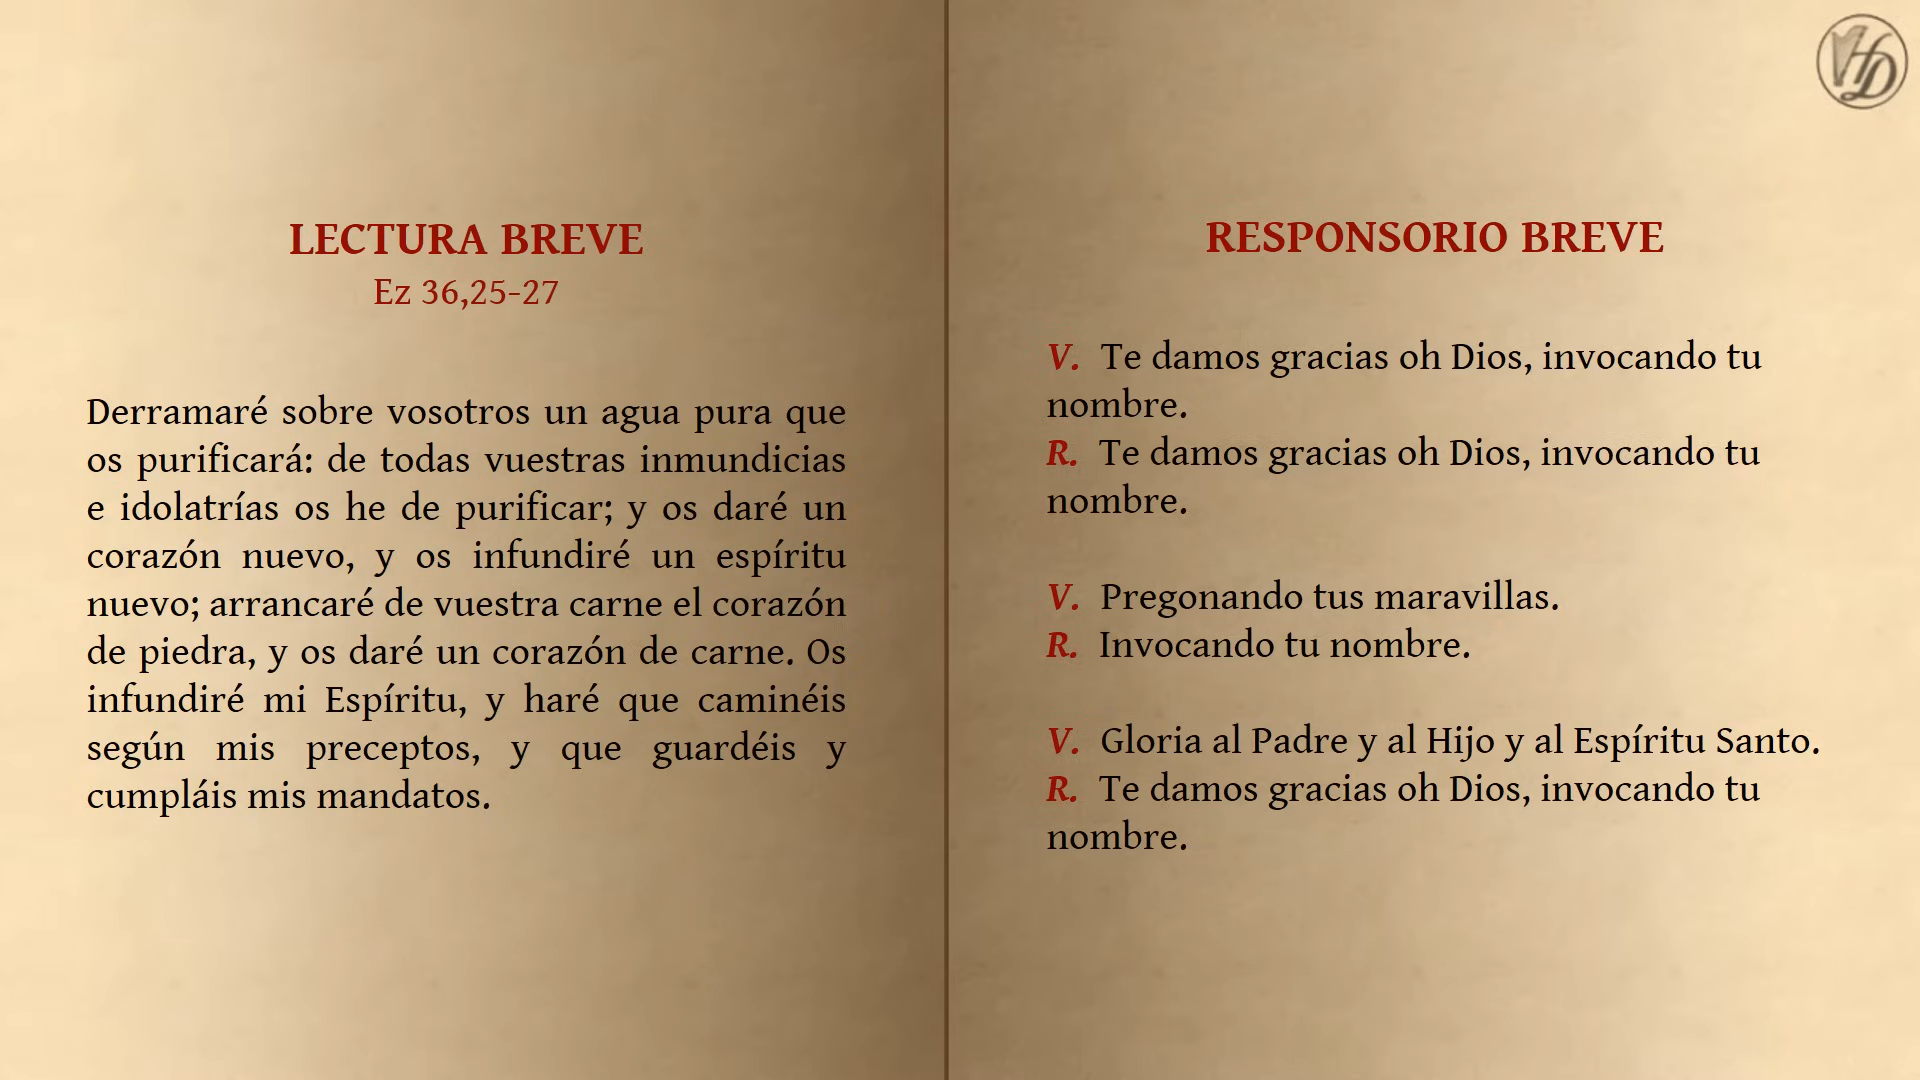 LECTURA BREVE
Ez 36,25-27
Derramaré sobre vosotros un agua pura que
os purificará: de todas vuestras inmundicias
e idolatrías os he de purificar; y os daré un
corazón nuevo, y os infundiré un espíritu
nuevo; arrancaré de vuestra carne el corazón
de piedra, y os daré un corazón de carne. Os
infundiré mi Espíritu, y haré que caminéis
según mis preceptos, y que guardéis y
cumpláis mis mandatos.
HD
RESPONSORIO BREVE
V. Te damos gracias oh Dios, invocando tu
nombre.
R. Te damos gracias oh Dios, invocando tu
nombre.
V. Pregonando tus maravillas.
R. Invocando tu nombre.
V. Gloria al Padre y al Hijo y al Espíritu Santo.
R. Te damos gracias oh Dios, invocando tu
nombre.